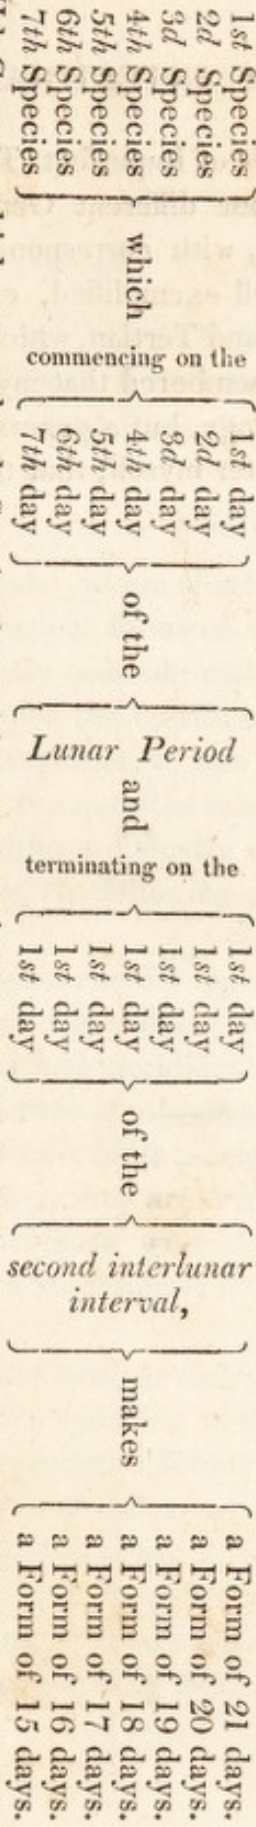 1st Species
2d Species
3d Species
4th Species
5th Species
6th Species
7th Species
which
commencing on the
1st day
2d day
3d day
4th day
5th day
6th day
7th day
of the
Lunar Period
and
terminating on the
1st day
1st day
1st day
1st day
1st day
1st day
1st day
of the
second interlunar
interval,
makes
a Form of 21 days.
a Form of 20 days.
a Form of 19 days.
a Form of 18 days.
a Form of 17 days.
a Form of 16 days.
a Form of 15 days.